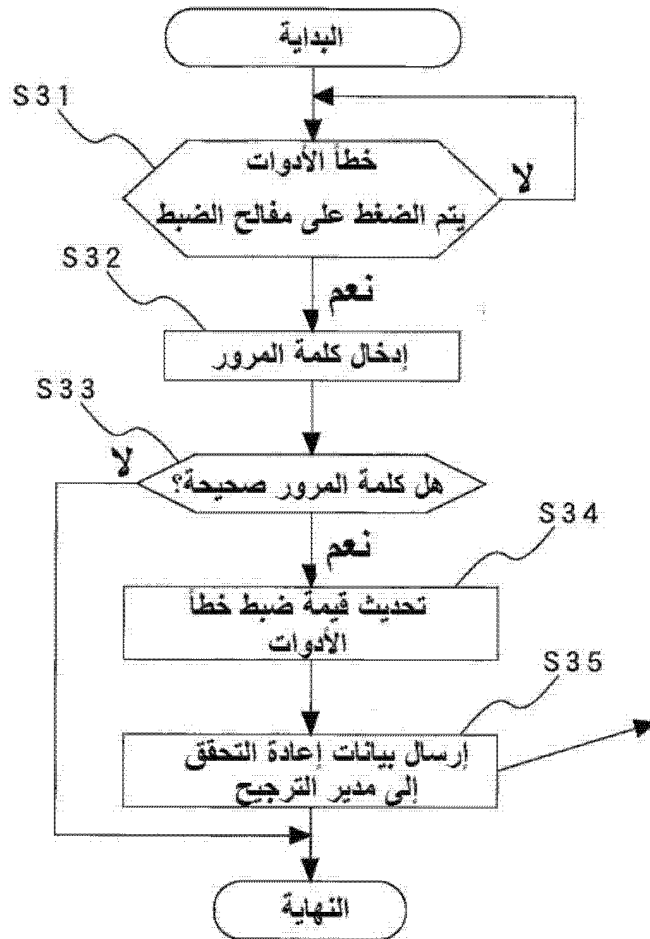 البداية
S31
خطأ الأدوات
لا
يتم الضغط على مفالح الضبط
S32
نعم
إدخال كلمة المرور
S33
لا
هل كلمة المرور صحيحة؟
S34
نعم
تحديث قيمة ضبط خطأ
الأدوات
S35
إرسال بيانات إعادة التحقق
إلى مدير الترجيح
النهاية